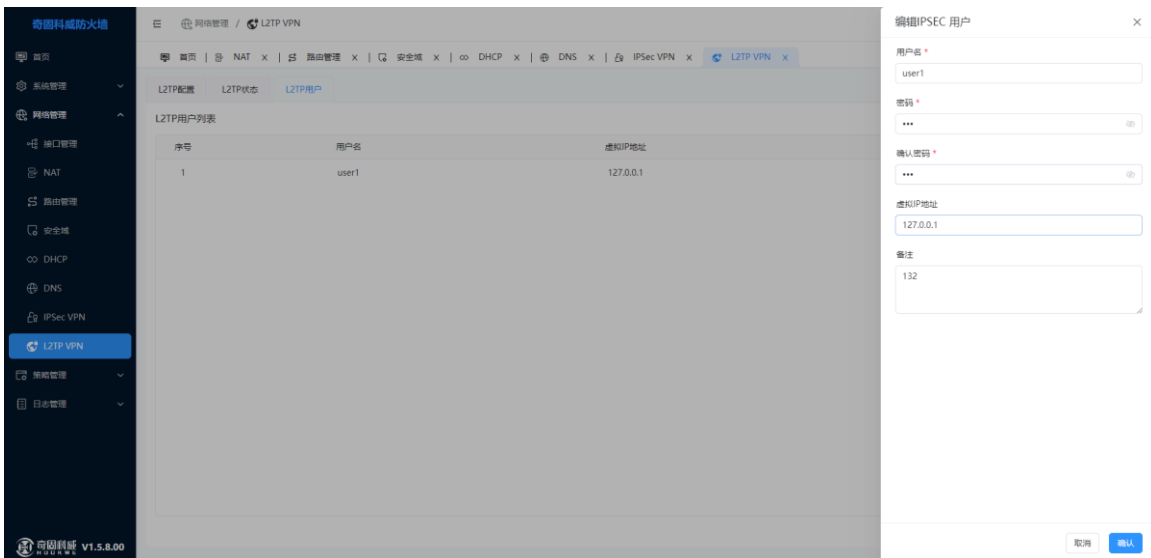 奇固科威防火墙
首页
系统管理
网络管理
接口管理
NAT
路由管理
安全域
DHCP
DNS
IPSec VPN
L2TP VPN
策略管理
日志管理
奇固科威 V1.5.8.00
网络管理 / L2TP VPN
首页 | NAT × | 路由管理 × | 安全域 × | DHCP × | DNS × | IPSec VPN × L2TP VPN ×
L2TP配置 L2TP状态 L2TP用户
L2TP用户列表
序号 用户名 虚拟IP地址
1 user1 127.0.0.1
编辑IPSEC 用户 ×
用户名 *
user1
密码 *
•••
确认密码 *
•••
虚拟IP地址
127.0.0.1
备注
132
取消 确认